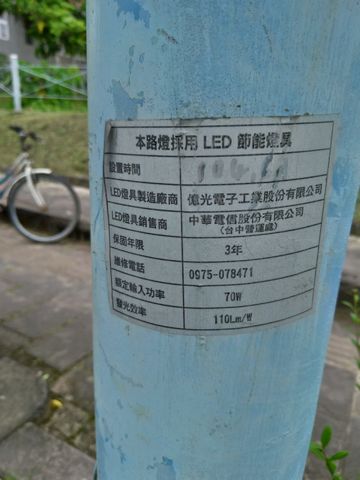 本路燈採用 LED 節能燈具
設置時間
LED燈具製造廠商 億光電子工業股份有限公司
LED燈具銷售商 中華電信股份有限公司
(台中營運處)
保固年限 3年
維修電話 0975-078471
額定輸入功率 70W
發光效率 110Lm/W